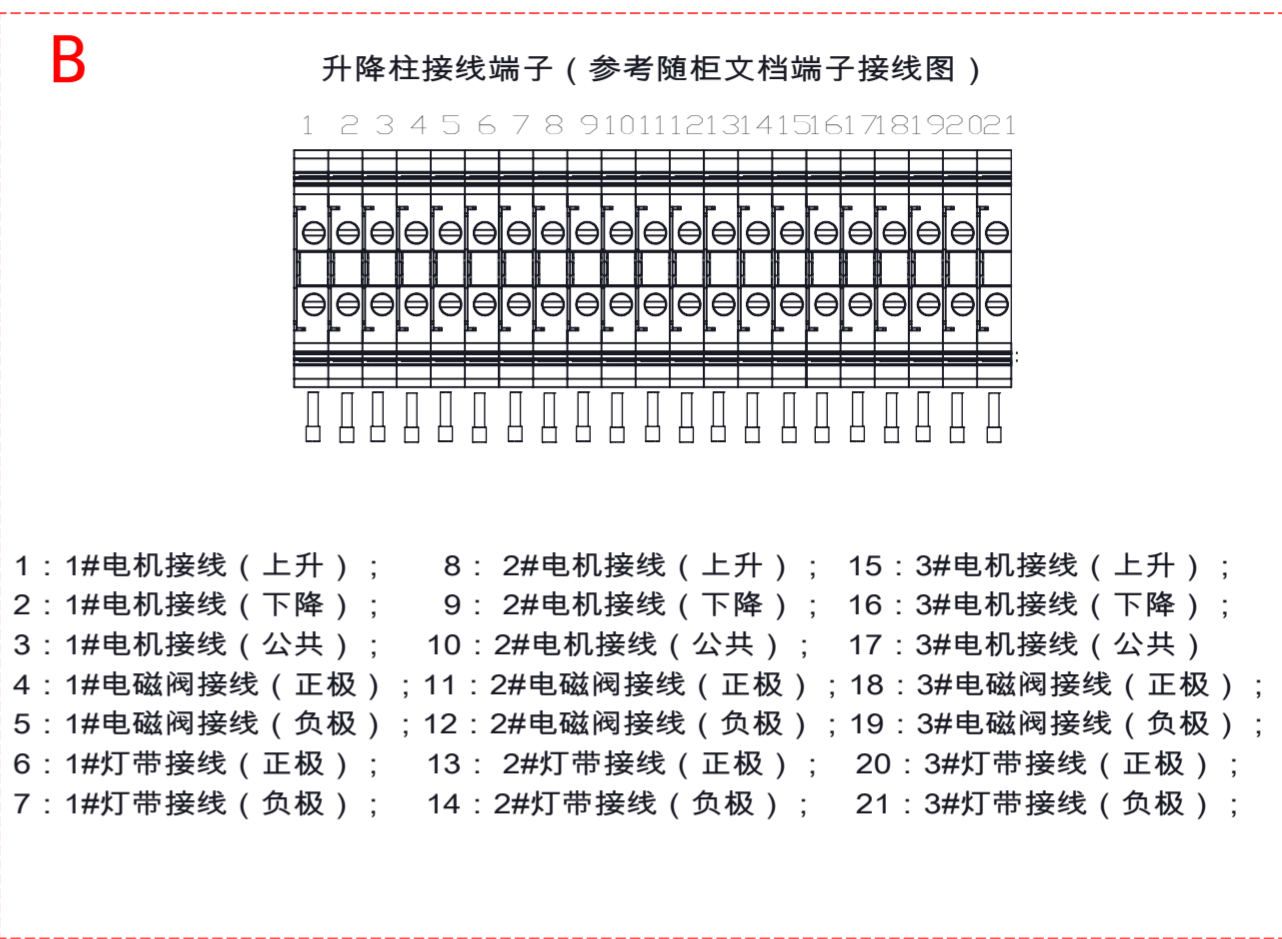 B
升降柱接线端子（参考随柜文档端子接线图）
1 2 3 4 5 6 7 8 9 10 11 12 13 14 15 16 17 18 19 20 21
1：1#电机接线（上升）； 8： 2#电机接线（上升）； 15：3#电机接线（上升）；
2：1#电机接线（下降）； 9： 2#电机接线（下降）； 16：3#电机接线（下降）；
3：1#电机接线（公共）； 10：2#电机接线（公共）； 17：3#电机接线（公共）
4：1#电磁阀接线（正极）；11：2#电磁阀接线（正极）；18：3#电磁阀接线（正极）；
5：1#电磁阀接线（负极）；12：2#电磁阀接线（负极）；19：3#电磁阀接线（负极）；
6：1#灯带接线（正极）； 13： 2#灯带接线（正极）； 20：3#灯带接线（正极）；
7：1#灯带接线（负极）； 14：2#灯带接线（负极）； 21：3#灯带接线（负极）；